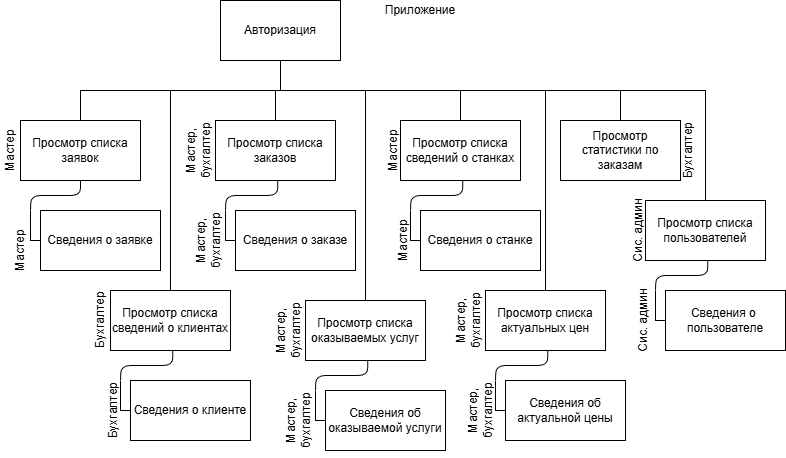 Приложение
Авторизация
Мастер
Просмотр списка
заявок
Мастер,
бухгалтер
Просмотр списка
заказов
Мастер
Просмотр списка
сведений о станках
Просмотр
статистики по
заказам
Бухгалтер
Мастер
Сведения о заявке
Мастер,
бухгалтер
Сведения о заказе
Мастер
Сведения о станке
Сис. админ
Просмотр списка
пользователей
Бухгалтер
Просмотр списка
сведений о клиентах
Мастер,
бухгалтер
Просмотр списка
оказываемых услуг
Мастер,
бухгалтер
Просмотр списка
актуальных цен
Сис. админ
Сведения о
пользователе
Бухгалтер
Сведения о клиенте
Мастер,
бухгалтер
Сведения об
оказываемой услуги
Мастер,
бухгалтер
Сведения об
актуальной цены